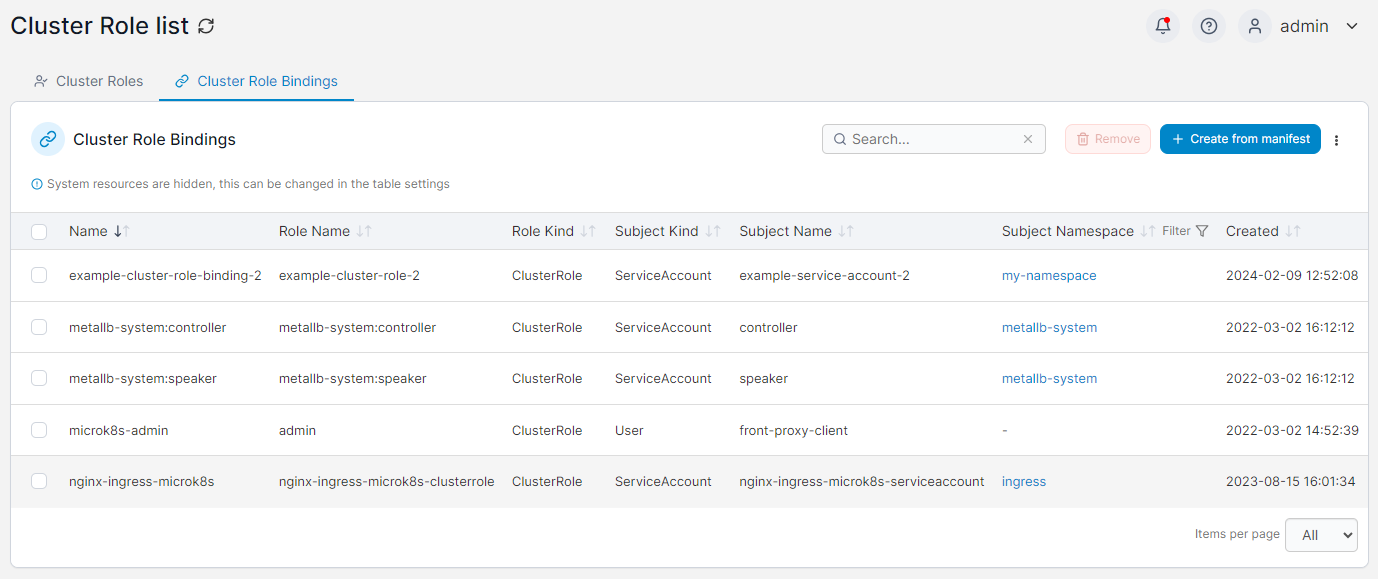 Cluster Role list
admin
Cluster Roles
Cluster Role Bindings
Cluster Role Bindings
Search...
Remove
Create from manifest
System resources are hidden, this can be changed in the table settings
Name Role Name Role Kind Subject Kind Subject Name Subject Namespace Filter Created
example-cluster-role-binding-2 example-cluster-role-2 ClusterRole ServiceAccount example-service-account-2 my-namespace 2024-02-09 12:52:08
metallb-system:controller metallb-system:controller ClusterRole ServiceAccount controller metallb-system 2022-03-02 16:12:12
metallb-system:speaker metallb-system:speaker ClusterRole ServiceAccount speaker metallb-system 2022-03-02 16:12:12
microk8s-admin admin ClusterRole User front-proxy-client - 2022-03-02 14:52:39
nginx-ingress-microk8s nginx-ingress-microk8s-clusterrole ClusterRole ServiceAccount nginx-ingress-microk8s-serviceaccount ingress 2023-08-15 16:01:34
Items per page All